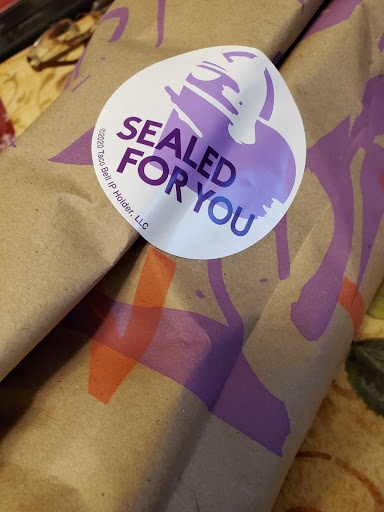 SEALED
FOR YOU
©2020 Taco Bell IP Holder, LLC